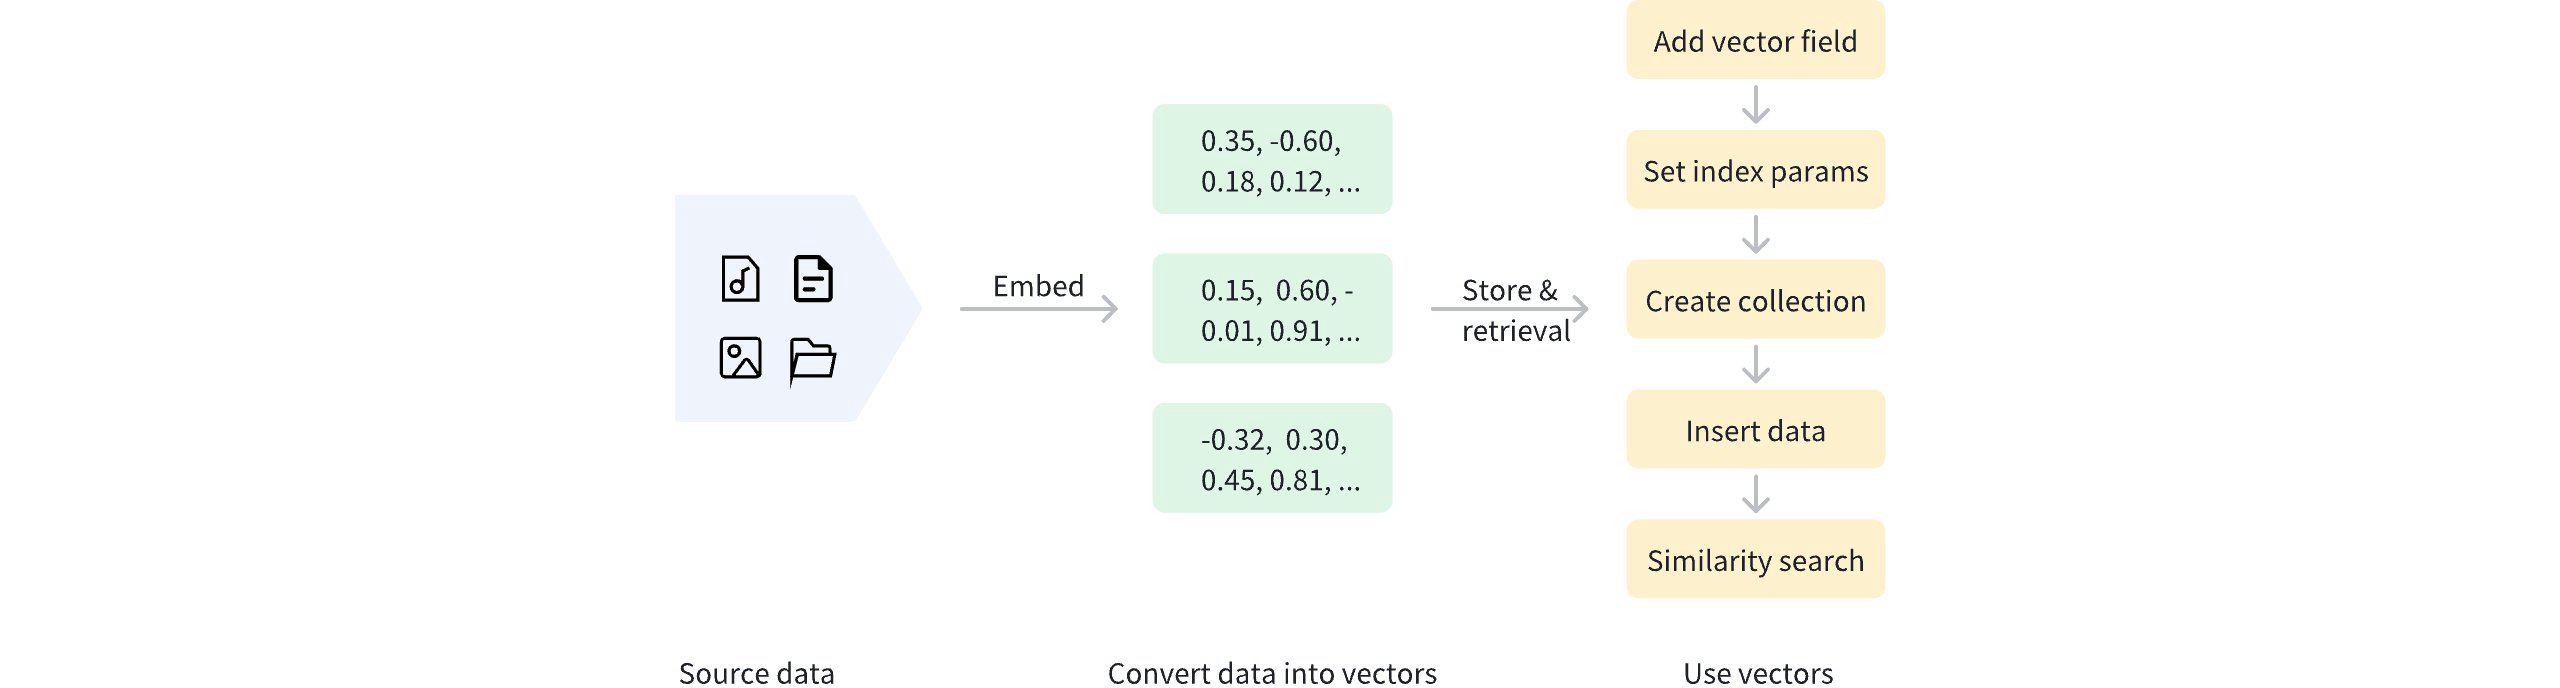 Source data
Embed
0.35, -0.60,
0.18, 0.12, ...
0.15, 0.60, -
0.01, 0.91, ...
-0.32, 0.30,
0.45, 0.81, ...
Convert data into vectors
Store &
retrieval
Add vector field
Set index params
Create collection
Insert data
Similarity search
Use vectors